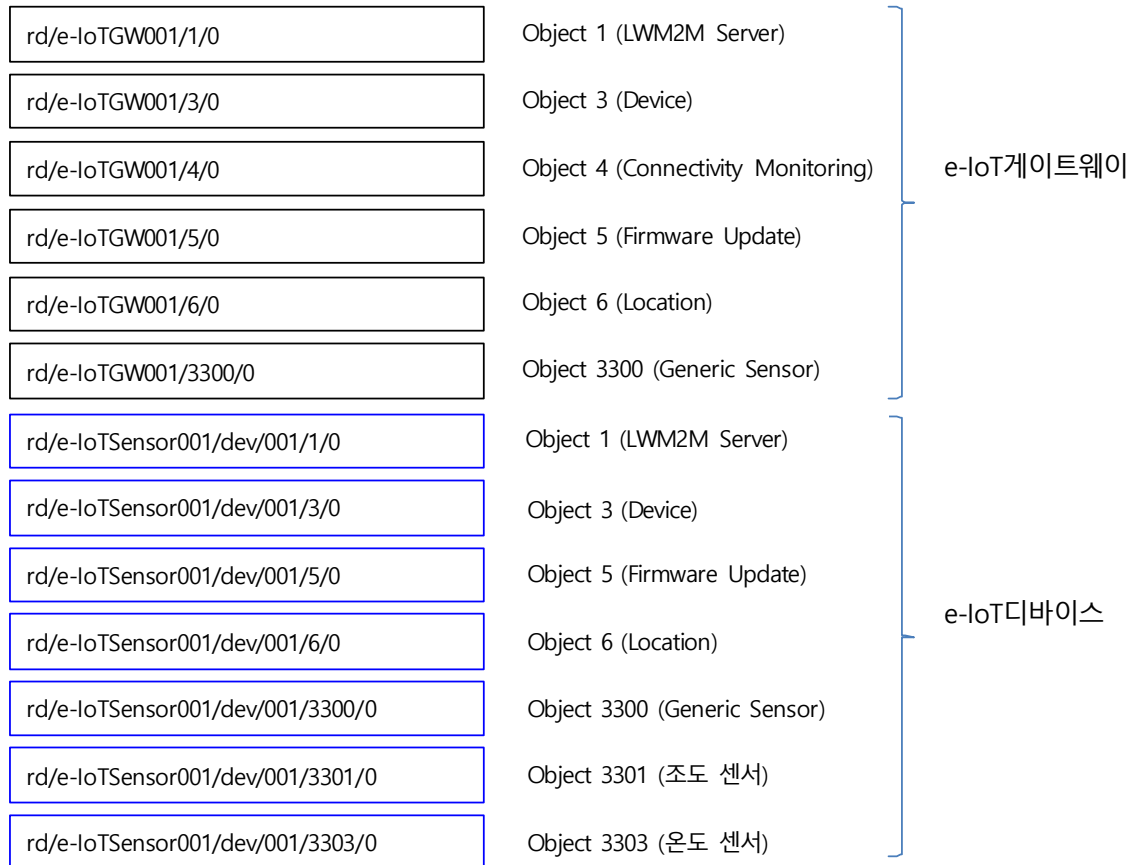 rd/e-IoTGW001/1/0 Object 1 (LWM2M Server)
rd/e-IoTGW001/3/0 Object 3 (Device)
rd/e-IoTGW001/4/0 Object 4 (Connectivity Monitoring)
e-IoT게이트웨이
rd/e-IoTGW001/5/0 Object 5 (Firmware Update)
rd/e-IoTGW001/6/0 Object 6 (Location)
rd/e-IoTGW001/3300/0 Object 3300 (Generic Sensor)
rd/e-IoTSensor001/dev/001/1/0 Object 1 (LWM2M Server)
rd/e-IoTSensor001/dev/001/3/0 Object 3 (Device)
rd/e-IoTSensor001/dev/001/5/0 Object 5 (Firmware Update)
e-IoT디바이스
rd/e-IoTSensor001/dev/001/6/0 Object 6 (Location)
rd/e-IoTSensor001/dev/001/3300/0 Object 3300 (Generic Sensor)
rd/e-IoTSensor001/dev/001/3301/0 Object 3301 (조도 센서)
rd/e-IoTSensor001/dev/001/3303/0 Object 3303 (온도 센서)